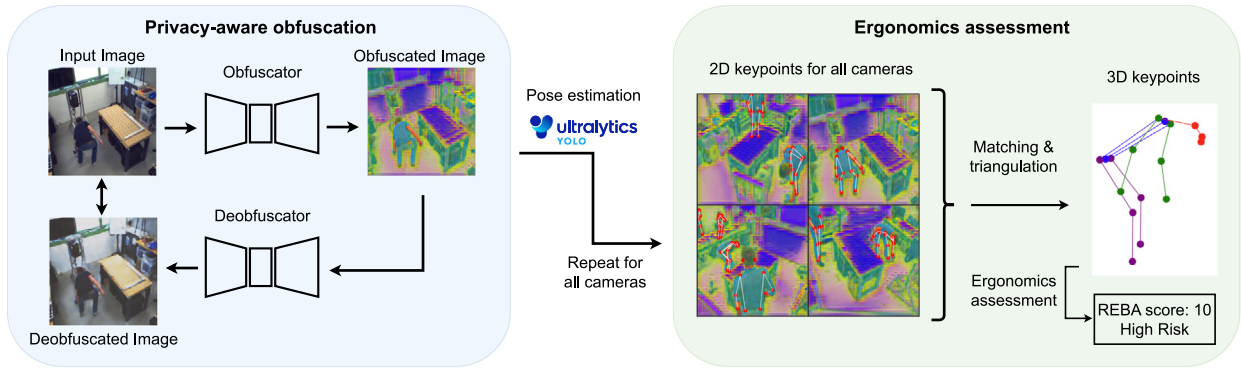 Privacy-aware obfuscation
Input Image
Obfuscator
Obfuscated Image
Deobfuscator
Deobfuscated Image
Pose estimation
ultralytics
YOLO
Repeat for
all cameras
Ergonomics assessment
2D keypoints for all cameras
Matching &
triangulation
3D keypoints
Ergonomics
assessment
REBA score: 10
High Risk